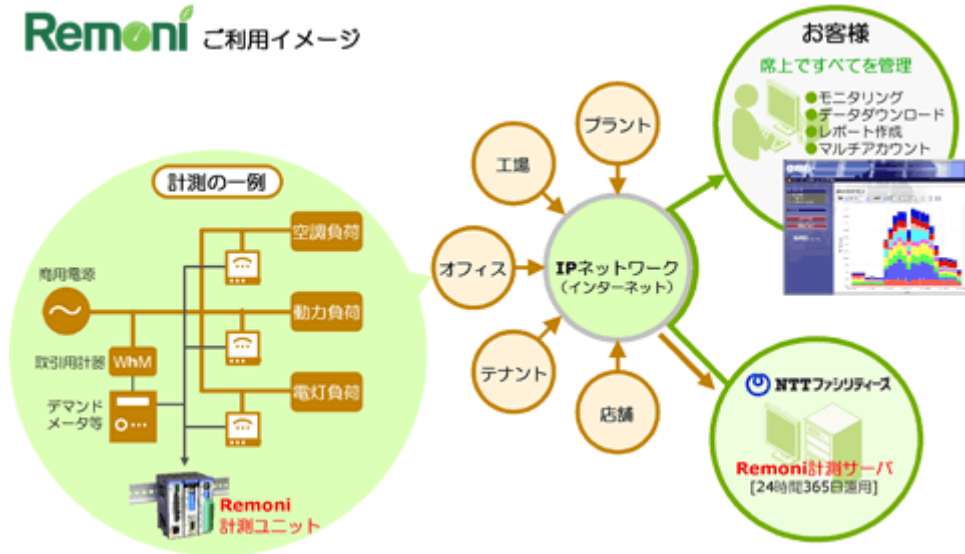 Remoni ご利用イメージ
お客様
席上ですべてを管理
●モニタリング
●データダウンロード
●レポート作成
●マルチアカウント
プラント
工場
オフィス
テナント
店舗
IPネットワーク
（インターネット）
計測の一例
空調負荷
商用電源
動力負荷
取引用計器
WhM
電灯負荷
デマンド
メータ等
Remoni
計測ユニット
NTTファシリティーズ
Remoni計測サーバ
[24時間365日運用]